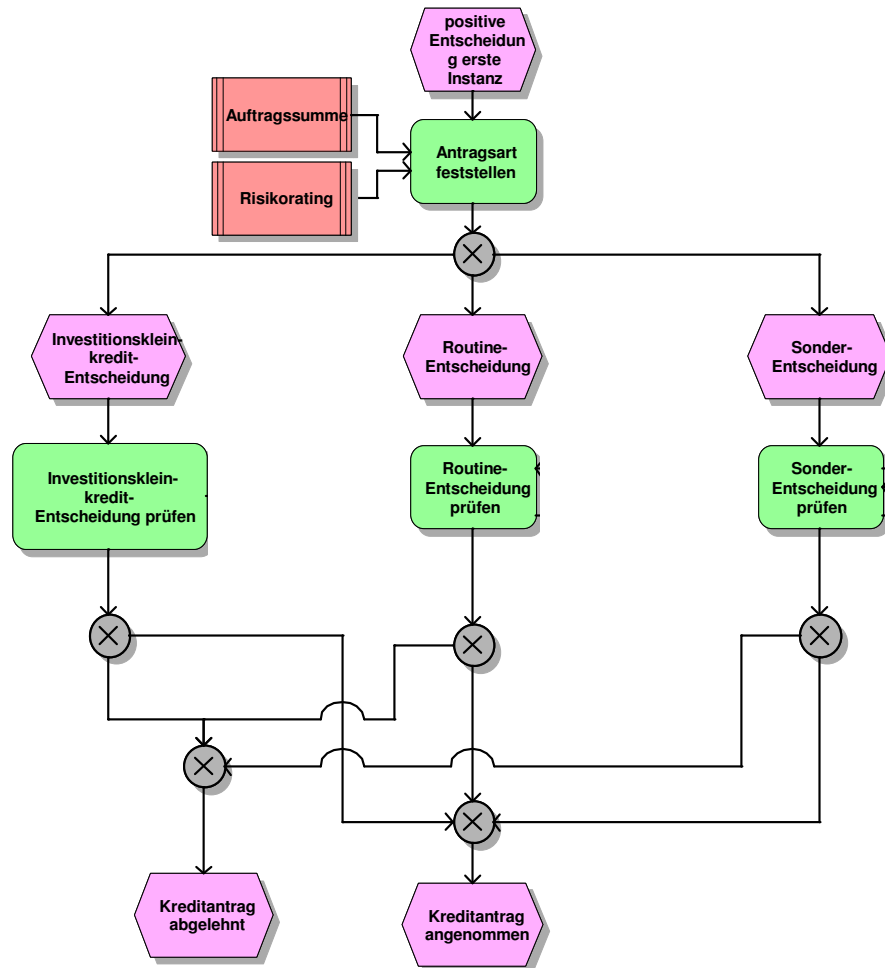 positive
Entscheidun
g erste
Instanz
Auftragssumme
Antragsart
feststellen
Risikorating
Investitionsklein-
kredit-
Entscheidung
Routine-
Entscheidung
Sonder-
Entscheidung
Investitionsklein-
kredit-
Entscheidung prüfen
Routine-
Entscheidung
prüfen
Sonder-
Entscheidung
prüfen
Kreditantrag
abgelehnt
Kreditantrag
angenommen